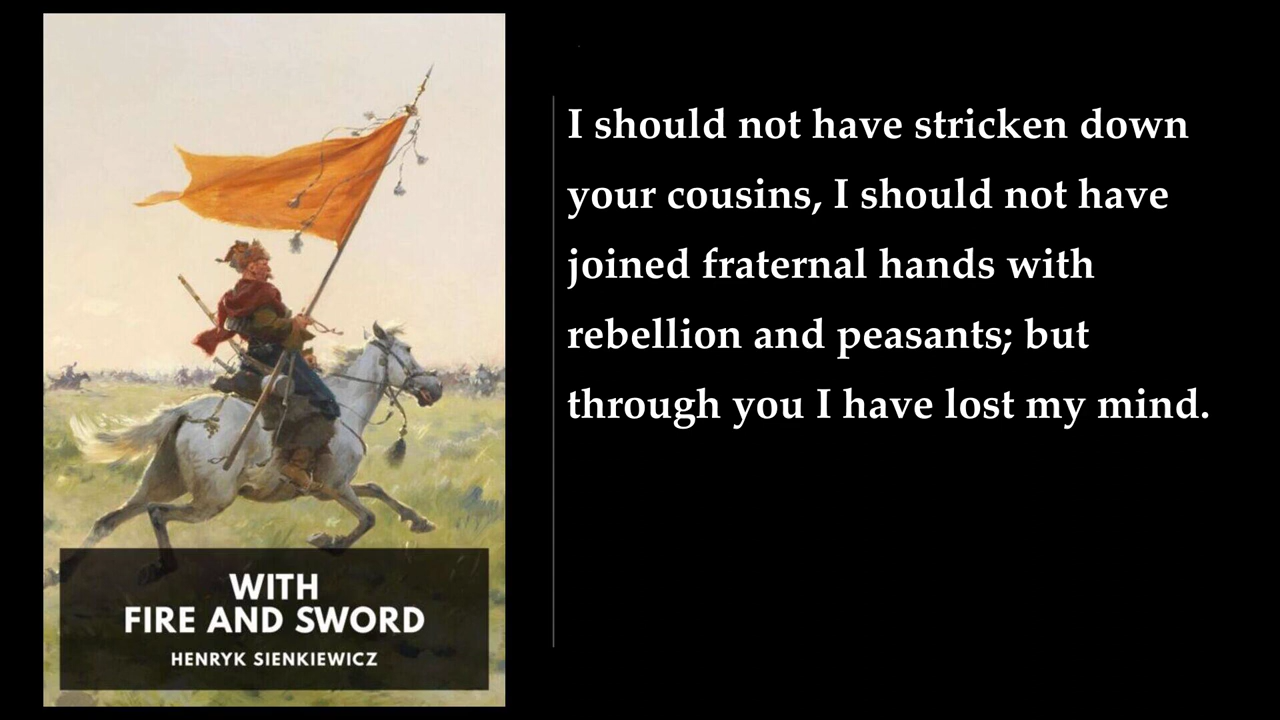 WITH
FIRE AND SWORD
HENRYK SIENKIEWICZ
I should not have stricken down
your cousins, I should not have
joined fraternal hands with
rebellion and peasants; but
through you I have lost my mind.